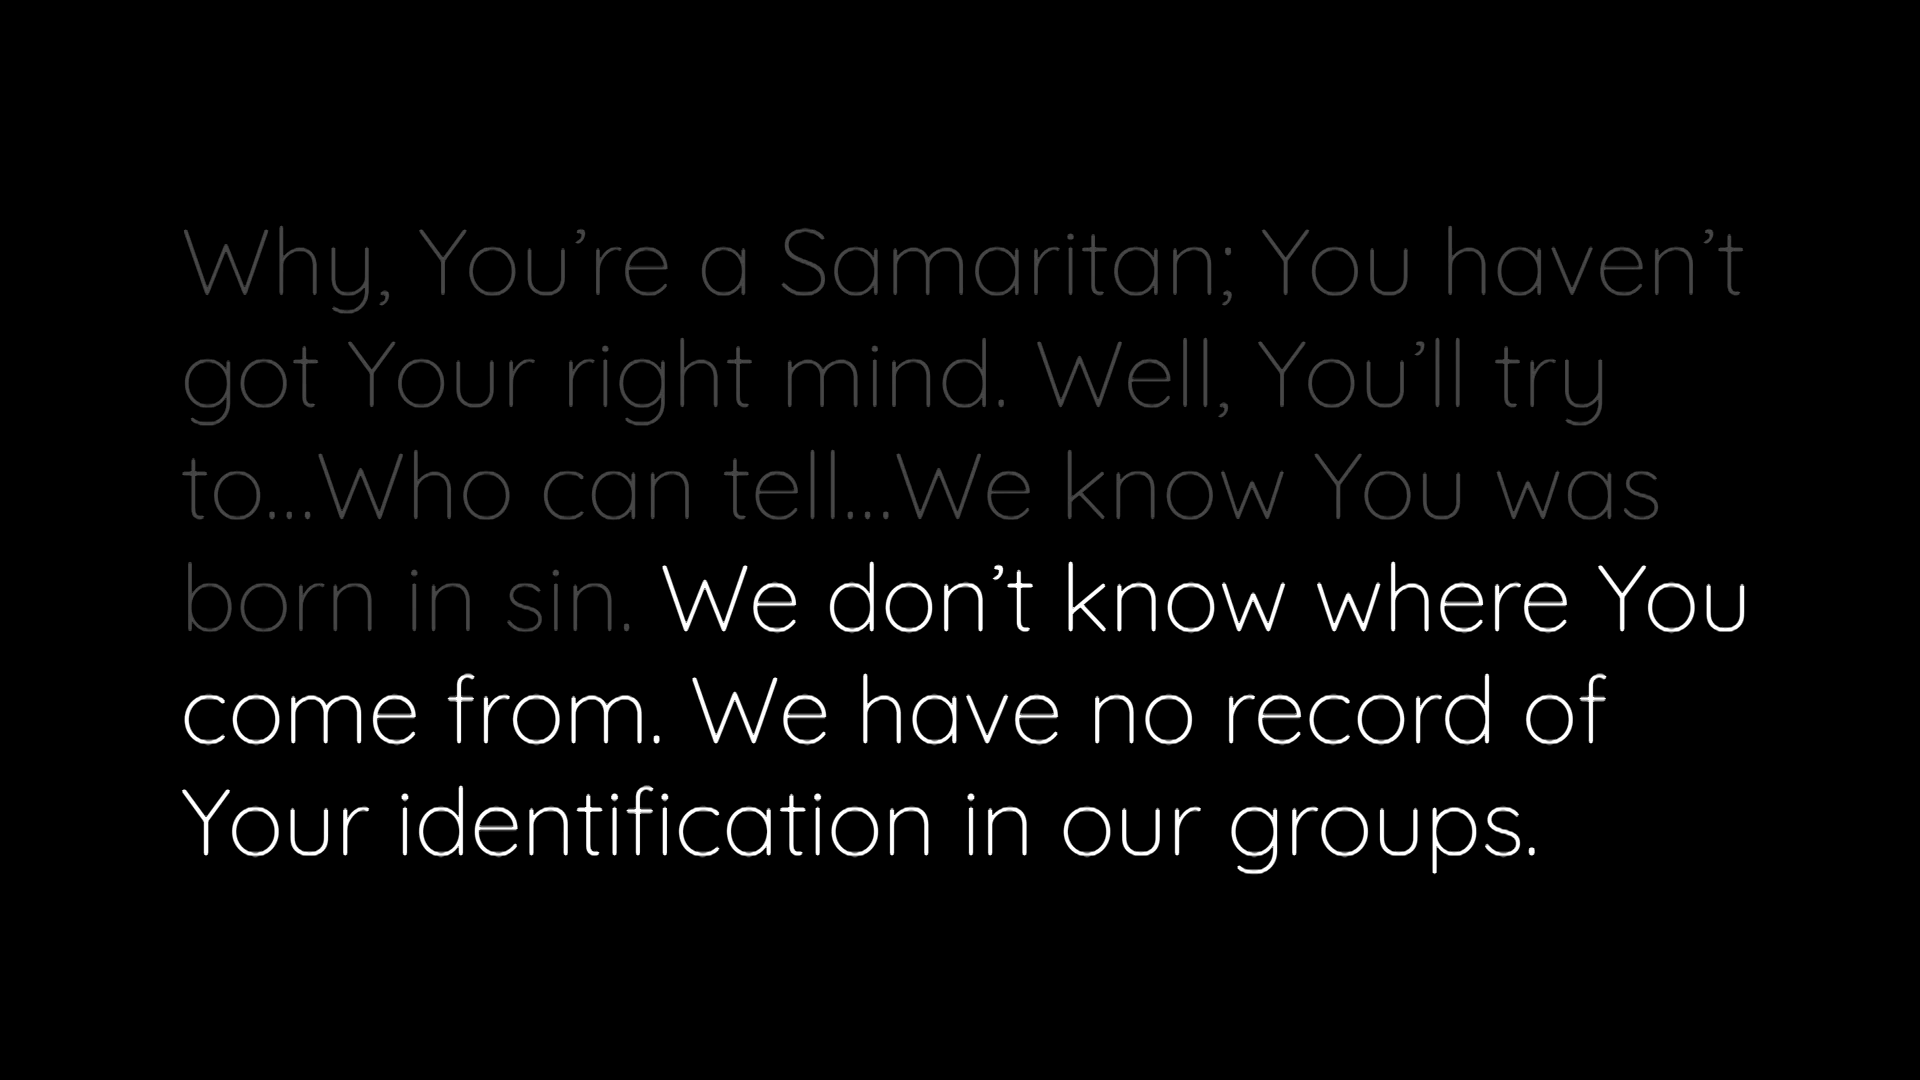 Why, You’re a Samaritan; You haven’t
got Your right mind. Well, You’ll try
to...Who can tell...We know You was
born in sin. We don’t know where You
come from. We have no record of
Your identification in our groups.